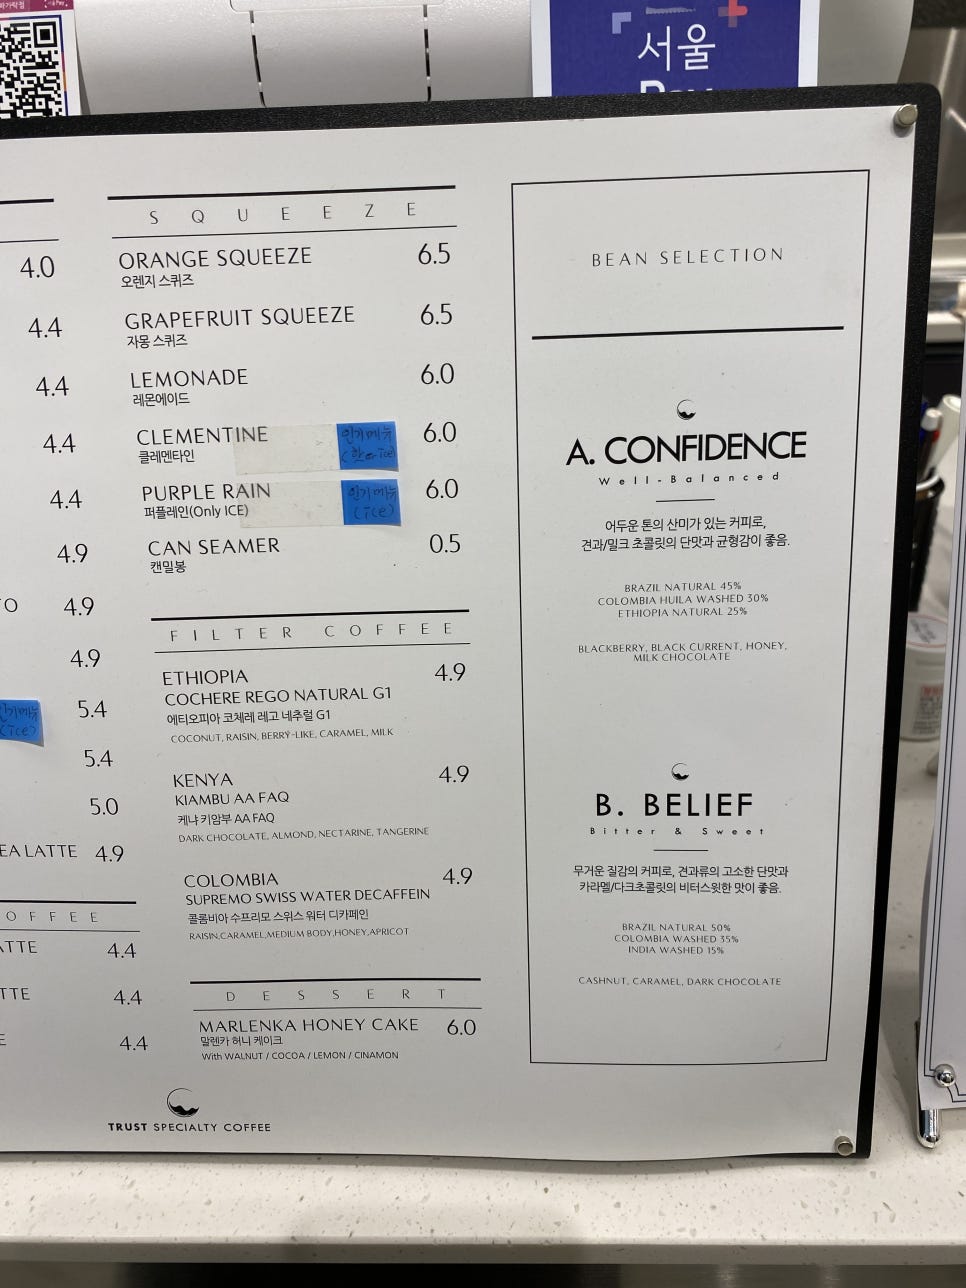 서울
4.0
4.4
4.4
4.4
4.4
4.9
TO 4.9
4.9
인기메뉴
(ice)
5.4
5.4
5.0
EA LATTE 4.9
OFFEE
ATTE 4.4
TTE 4.4
E 4.4
SQUEEZE
ORANGE SQUEEZE 6.5
오렌지 스퀴즈
GRAPEFRUIT SQUEEZE 6.5
자몽 스퀴즈
LEMONADE 6.0
레몬에이드
CLEMENTINE 6.0
클레멘타인
인기메뉴
PURPLE RAIN 6.0
퍼플레인(Only ICE)
인기메뉴
(ice)
CAN SEAMER 0.5
캔밀봉
FILTER COFFEE
ETHIOPIA 4.9
COCHERE REGO NATURAL G1
에티오피아 코체레 레고 네추럴 G1
COCONUT, RAISIN, BERRY-LIKE, CARAMEL, MILK
KENYA 4.9
KIAMBU AA FAQ
케냐 키암부 AA FAQ
DARK CHOCOLATE, ALMOND, NECTARINE, TANGERINE
COLOMBIA 4.9
SUPREMO SWISS WATER DECAFFEIN
콜롬비아 수프리모 스위스 워터 디카페인
RAISIN,CARAMEL,MEDIUM BODY,HONEY,APRICOT
DESSERT
MARLENKA HONEY CAKE 6.0
말렌카 허니 케이크
With WALNUT / COCOA / LEMON / CINAMON
TRUST SPECIALTY COFFEE
BEAN SELECTION
A. CONFIDENCE
Well-Balanced
어두운 톤의 산미가 있는 커피로,
견과/밀크 초콜릿의 단맛과 균형감이 좋음.
BRAZIL NATURAL 45%
COLOMBIA HUILA WASHED 30%
ETHIOPIA NATURAL 25%
BLACKBERRY, BLACK CURRENT, HONEY,
MILK CHOCOLATE
B. BELIEF
Bitter & Sweet
무거운 질감의 커피로, 견과류의 고소한 단맛과
카라멜/다크초콜릿의 비터스윗한 맛이 좋음.
BRAZIL NATURAL 50%
COLOMBIA WASHED 35%
INDIA WASHED 15%
CASHNUT, CARAMEL, DARK CHOCOLATE